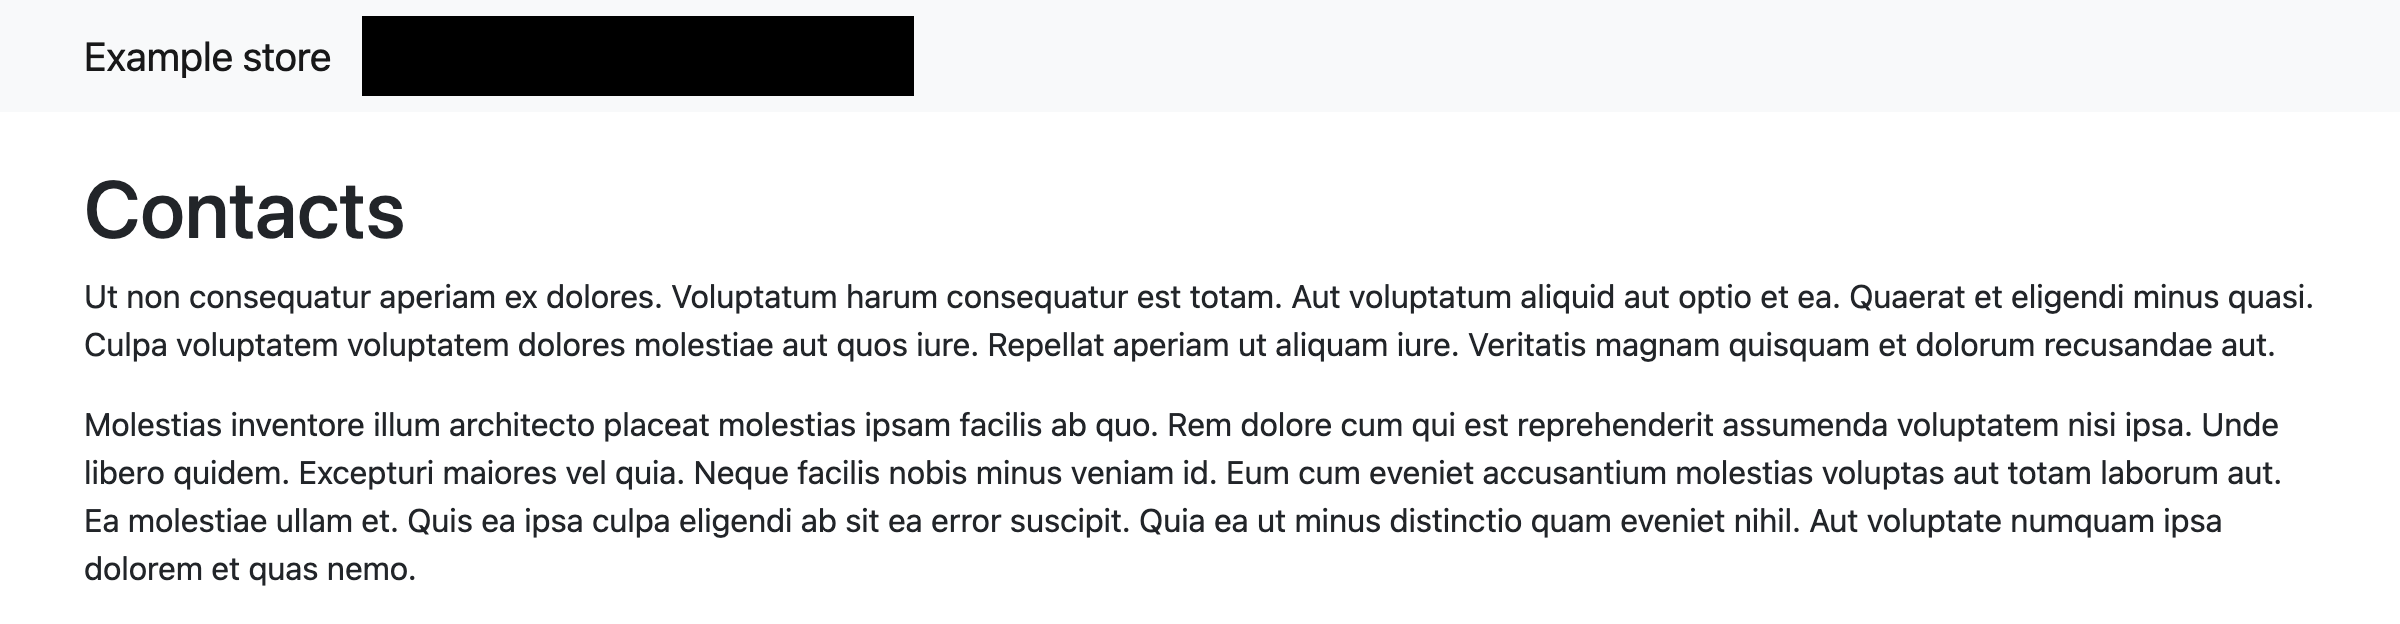 Example store
Contacts
Ut non consequatur aperiam ex dolores. Voluptatum harum consequatur est totam. Aut voluptatum aliquid aut optio et ea. Quaerat et eligendi minus quasi.
Culpa voluptatem voluptatem dolores molestiae aut quos iure. Repellat aperiam ut aliquam iure. Veritatis magnam quisquam et dolorum recusandae aut.
Molestias inventore illum architecto placeat molestias ipsam facilis ab quo. Rem dolore cum qui est reprehenderit assumenda voluptatem nisi ipsa. Unde
libero quidem. Excepturi maiores vel quia. Neque facilis nobis minus veniam id. Eum cum eveniet accusantium molestias voluptas aut totam laborum aut.
Ea molestiae ullam et. Quis ea ipsa culpa eligendi ab sit ea error suscipit. Quia ea ut minus distinctio quam eveniet nihil. Aut voluptate numquam ipsa
dolorem et quas nemo.